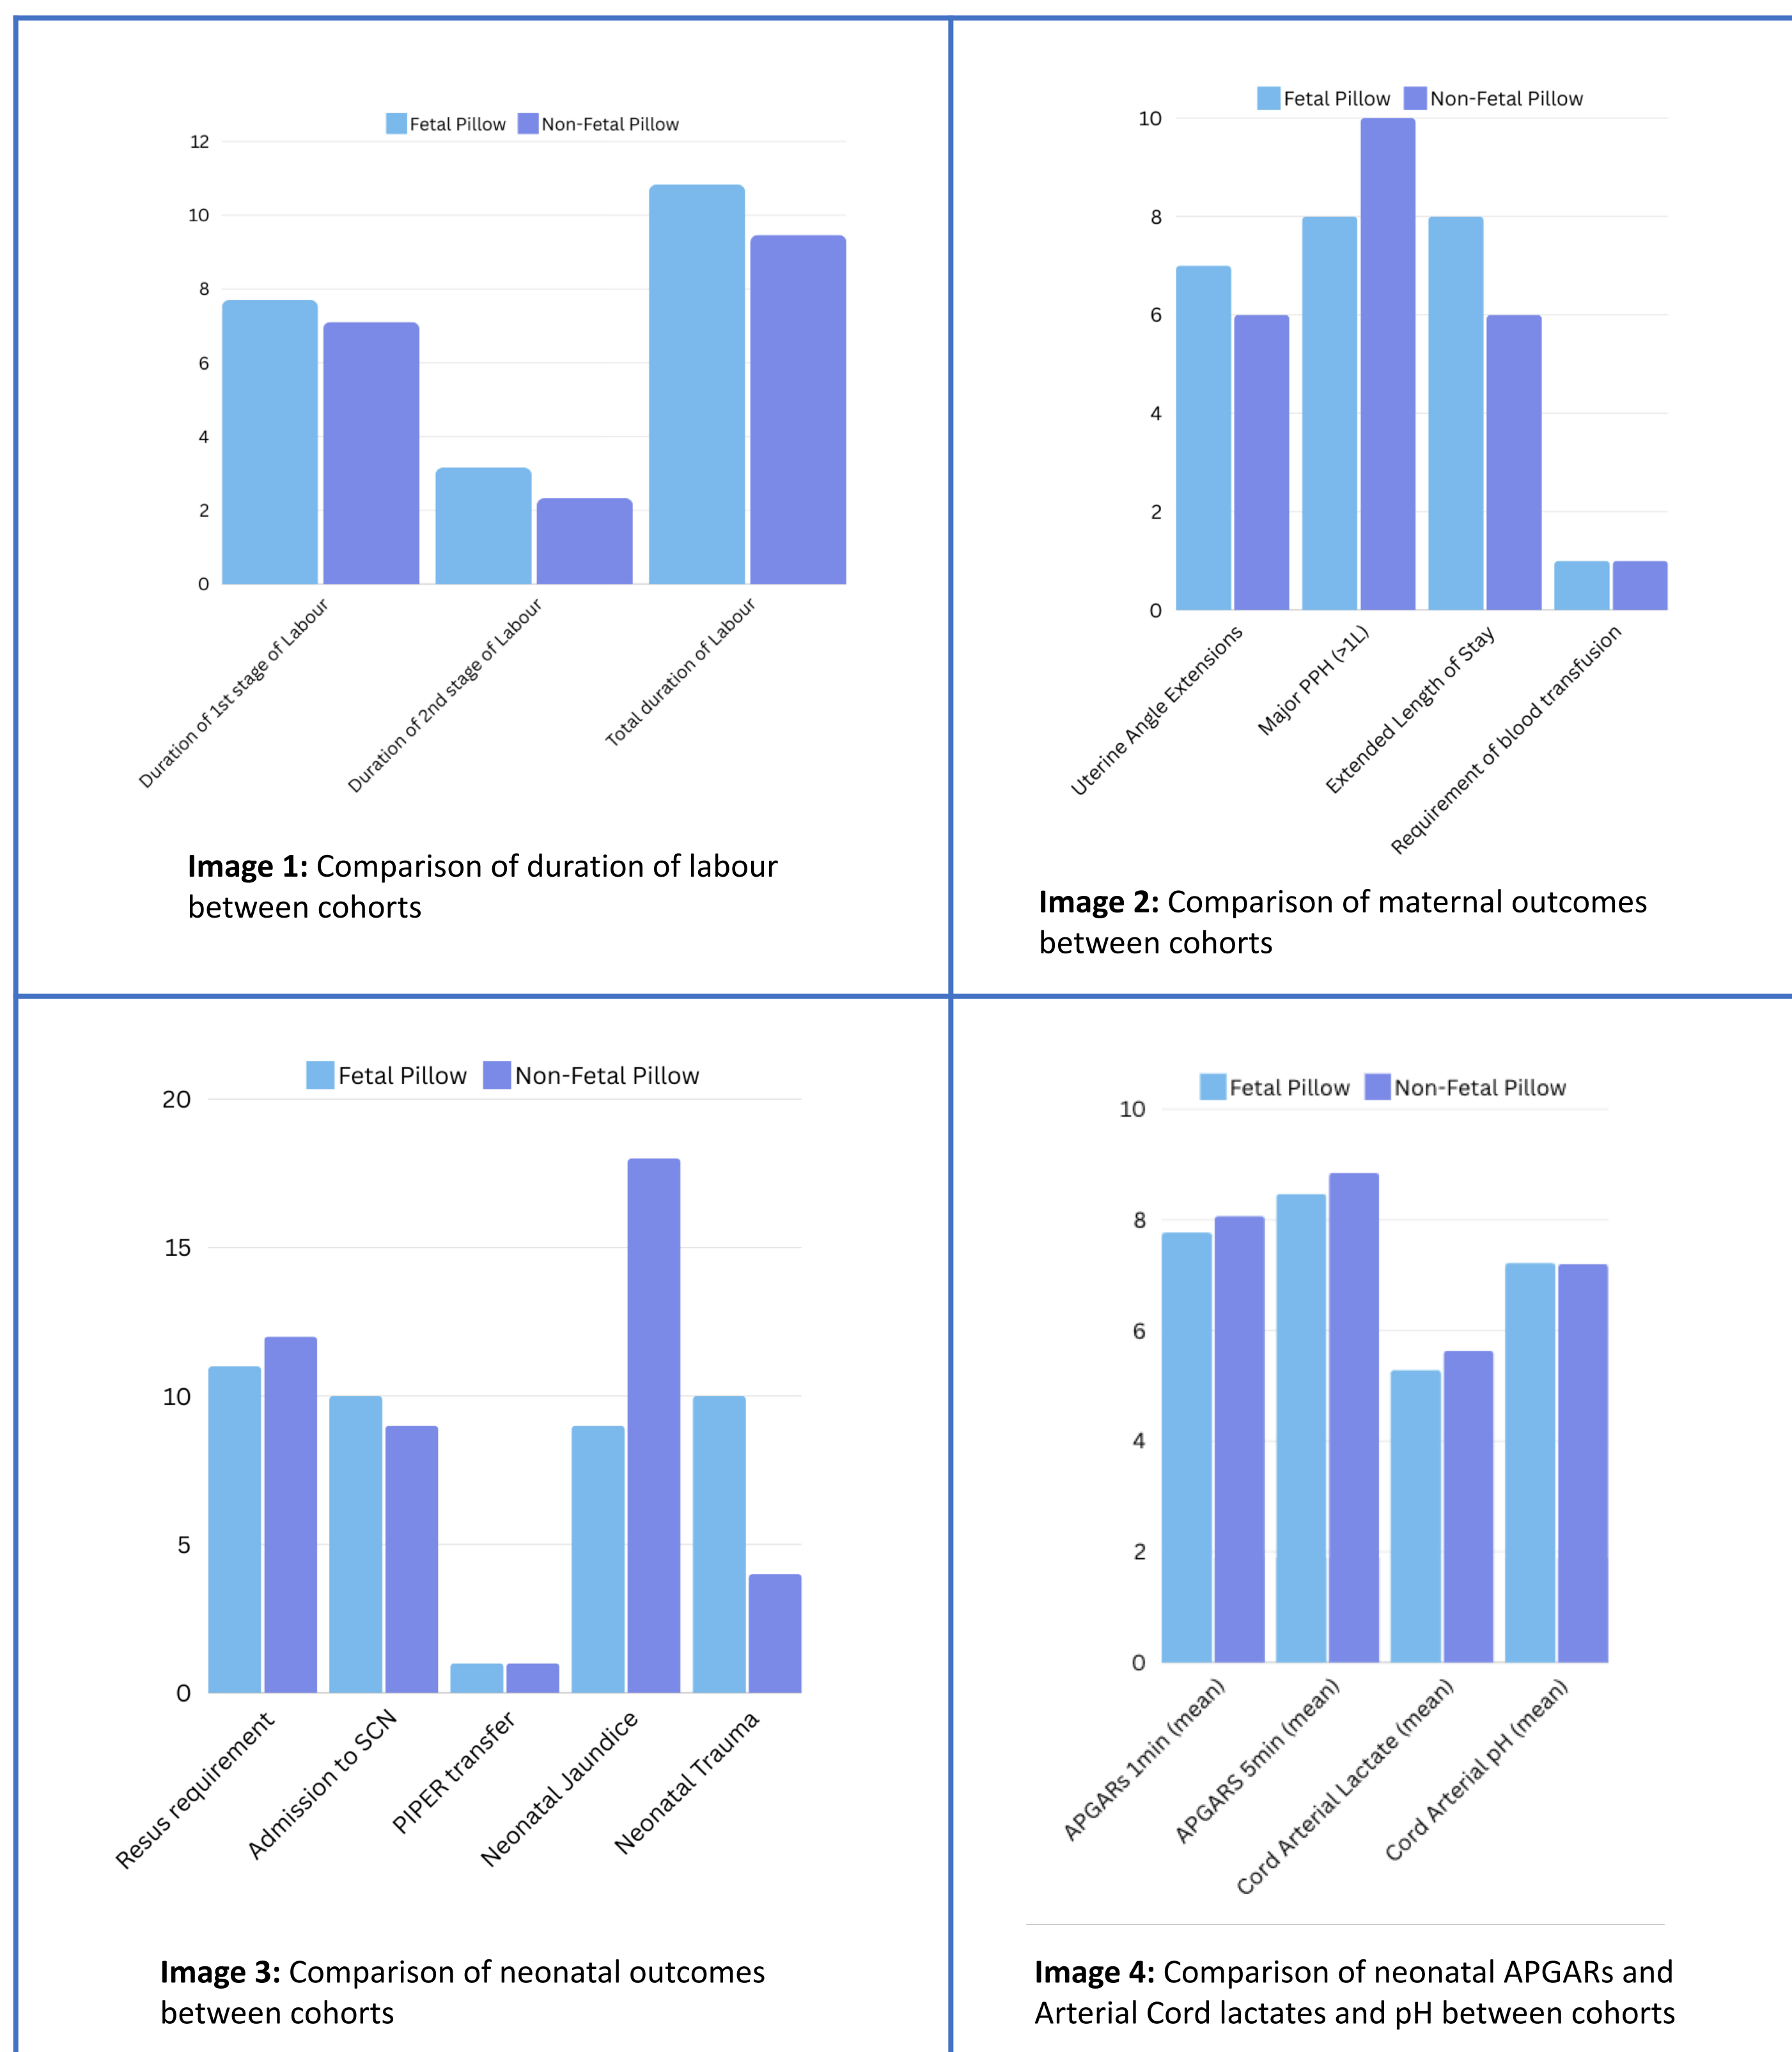 Fetal Pillow Non-Fetal Pillow
12
10
8
6
4
2
0
Duration of 1st stage of Labour
Duration of 2nd stage of Labour
Total duration of Labour
Image 1: Comparison of duration of labour
between cohorts
Fetal Pillow Non-Fetal Pillow
10
8
6
4
2
0
Uterine Angle Extensions
Major PPH (>1L)
Extended Length of Stay
Requirement of blood transfusion
Image 2: Comparison of maternal outcomes
between cohorts
Fetal Pillow Non-Fetal Pillow
20
15
10
5
0
Resus requirement
Admission to SCN
PIPER transfer
Neonatal Jaundice
Neonatal Trauma
Image 3: Comparison of neonatal outcomes
between cohorts
Fetal Pillow Non-Fetal Pillow
10
8
6
4
2
0
APGARs 1min (mean)
APGARS 5min (mean)
Cord Arterial Lactate (mean)
Cord Arterial pH (mean)
Image 4: Comparison of neonatal APGARs and
Arterial Cord lactates and pH between cohorts